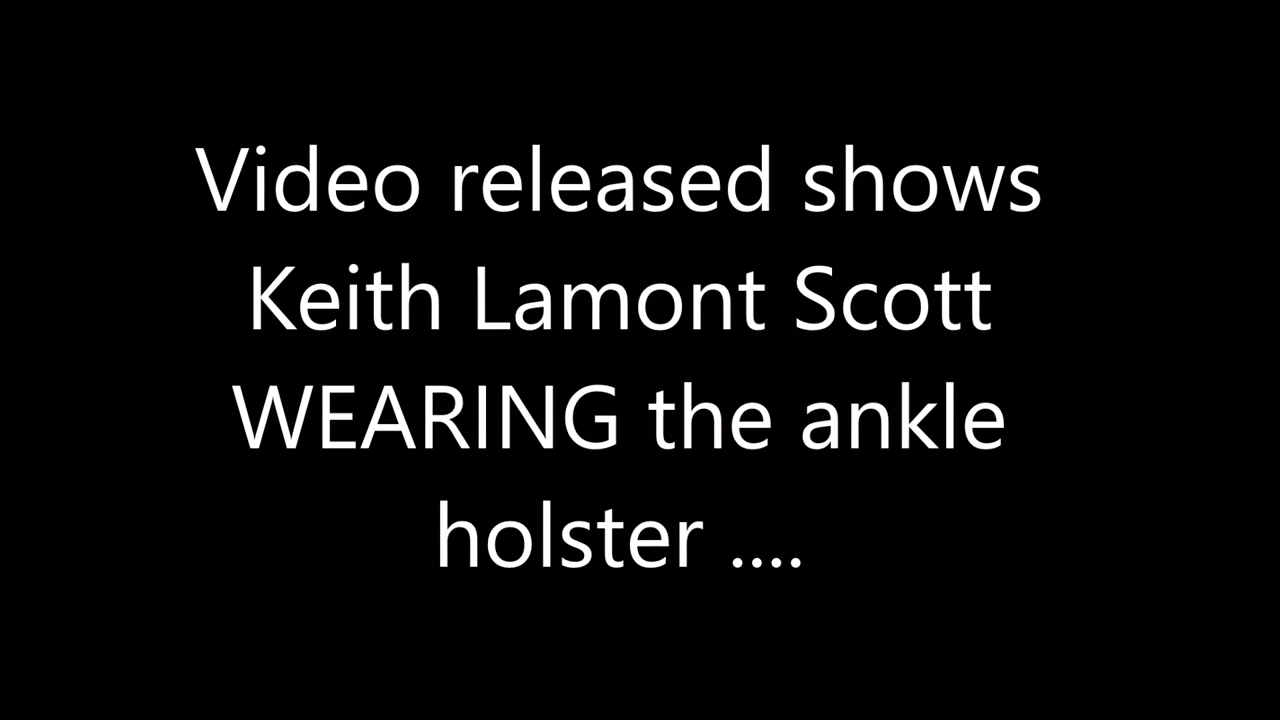 Video released shows
Keith Lamont Scott
WEARING the ankle
holster ....